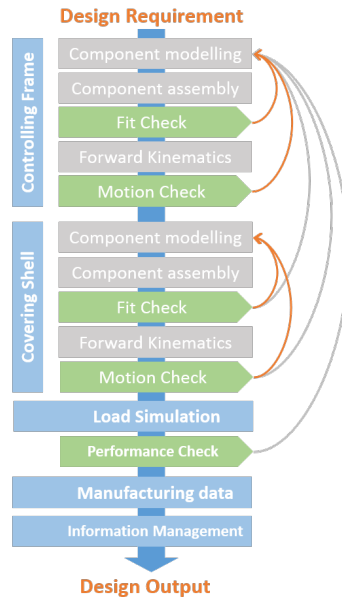 Design Requirement
Controlling Frame
Component modelling
Component assembly
Fit Check
Forward Kinematics
Motion Check
Covering Shell
Component modelling
Component assembly
Fit Check
Forward Kinematics
Motion Check
Load Simulation
Performance Check
Manufacturing data
Information Management
Design Output